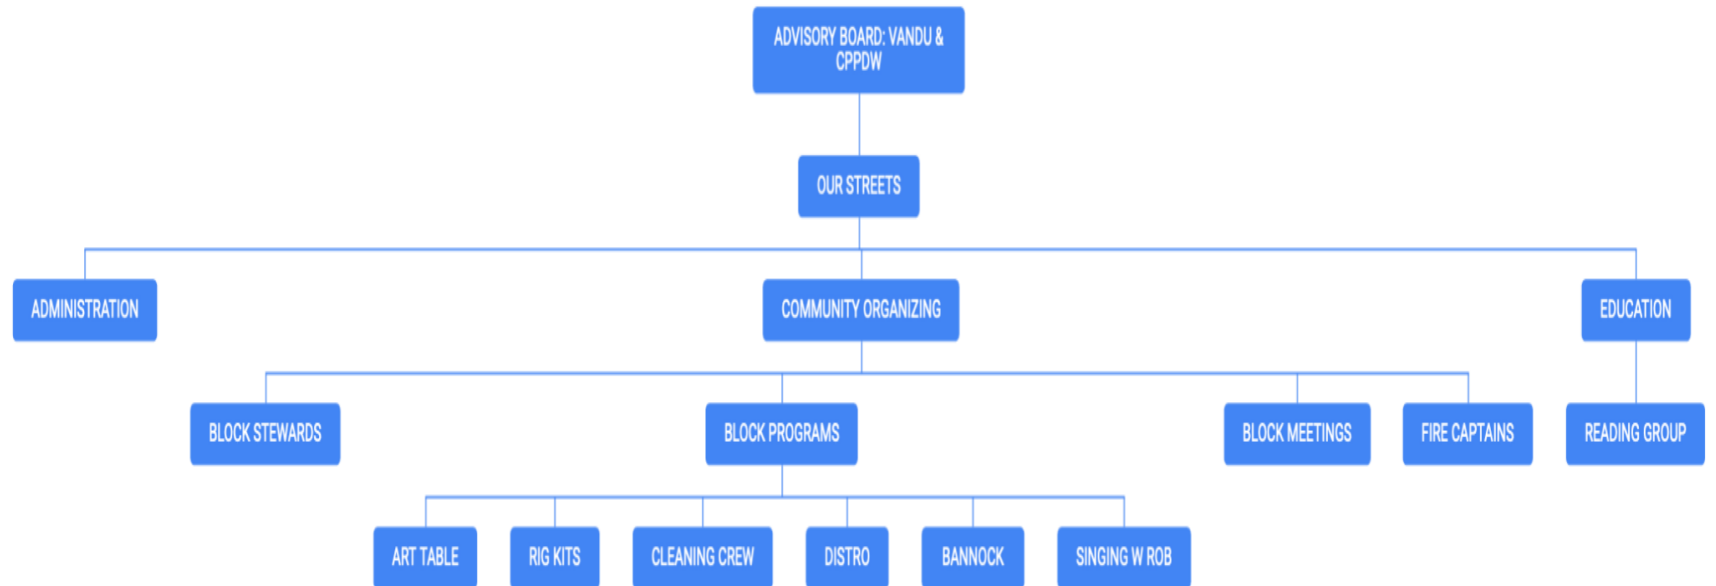 ADVISORY BOARD: VANDU &
CPPDW
OUR STREETS
ADMINISTRATION
COMMUNITY ORGANIZING
EDUCATION
BLOCK STEWARDS
BLOCK PROGRAMS
BLOCK MEETINGS
FIRE CAPTAINS
READING GROUP
ART TABLE
RIG KITS
CLEANING CREW
DISTRO
BANNOCK
SINGING W ROB